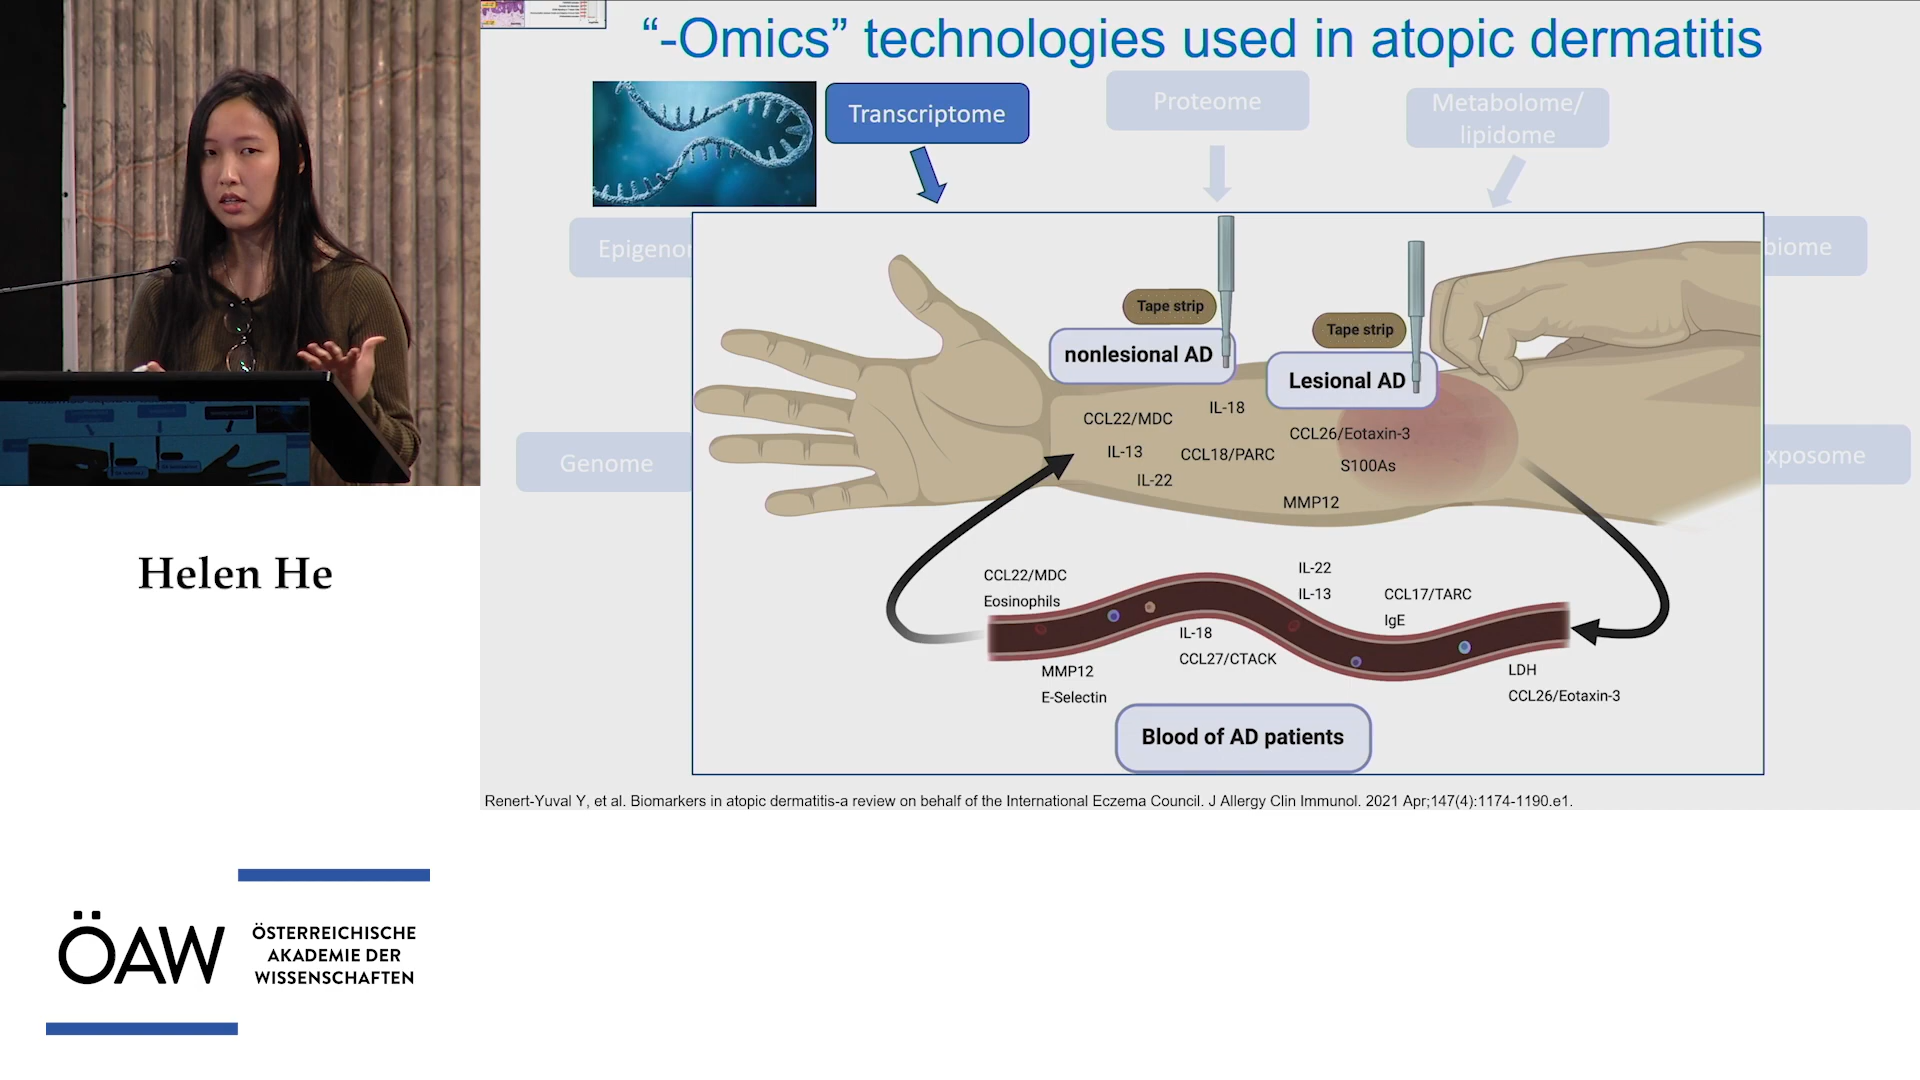 “-Omics” technologies used in atopic dermatitis
Transcriptome
Proteome
Metabolome/
lipidome
Epigenor
biome
Genome
xposome
Tape strip
nonlesional AD
Tape strip
Lesional AD
CCL22/MDC
IL-18
IL-13
CCL18/PARC
IL-22
CCL26/Eotaxin-3
S100As
MMP12
CCL22/MDC
Eosinophils
IL-22
IL-13
CCL17/TARC
IgE
IL-18
CCL27/CTACK
MMP12
E-Selectin
LDH
CCL26/Eotaxin-3
Blood of AD patients
Renert-Yuval Y, et al. Biomarkers in atopic dermatitis-a review on behalf of the International Eczema Council. J Allergy Clin Immunol. 2021 Apr;147(4):1174-1190.e1.
Helen He
ÖAW
ÖSTERREICHISCHE
AKADEMIE DER
WISSENSCHAFTEN